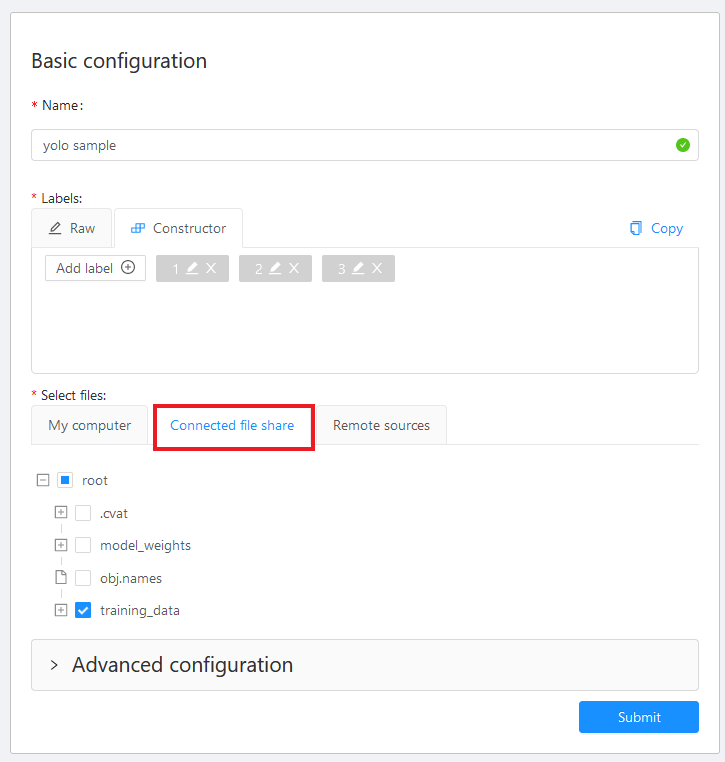 Basic configuration
* Name:
yolo sample
* Labels:
Raw Constructor Copy
Add label 1 2 3
* Select files:
My computer Connected file share Remote sources
root
.cvat
model_weights
obj.names
training_data
Advanced configuration
Submit